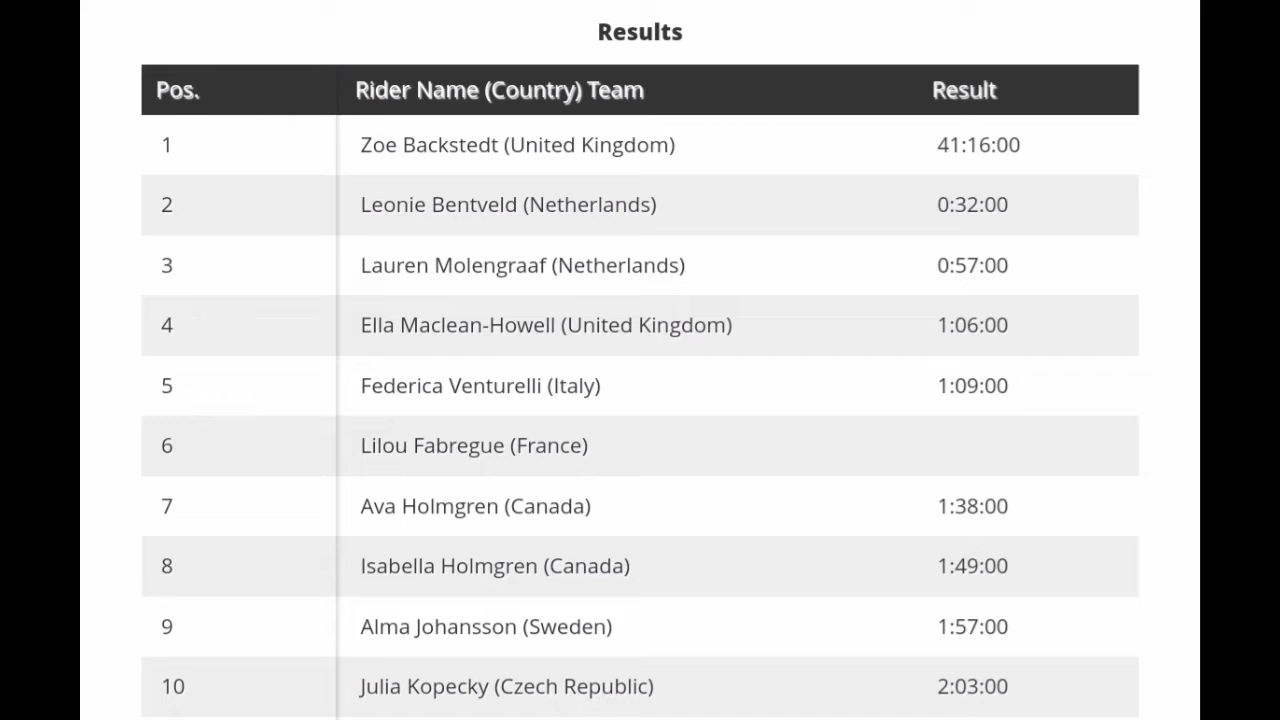 Results
Pos. Rider Name (Country) Team Result
1 Zoe Backstedt (United Kingdom) 41:16:00
2 Leonie Bentveld (Netherlands) 0:32:00
3 Lauren Molengraaf (Netherlands) 0:57:00
4 Ella Maclean-Howell (United Kingdom) 1:06:00
5 Federica Venturelli (Italy) 1:09:00
6 Lilou Fabregue (France)
7 Ava Holmgren (Canada) 1:38:00
8 Isabella Holmgren (Canada) 1:49:00
9 Alma Johansson (Sweden) 1:57:00
10 Julia Kopecky (Czech Republic) 2:03:00